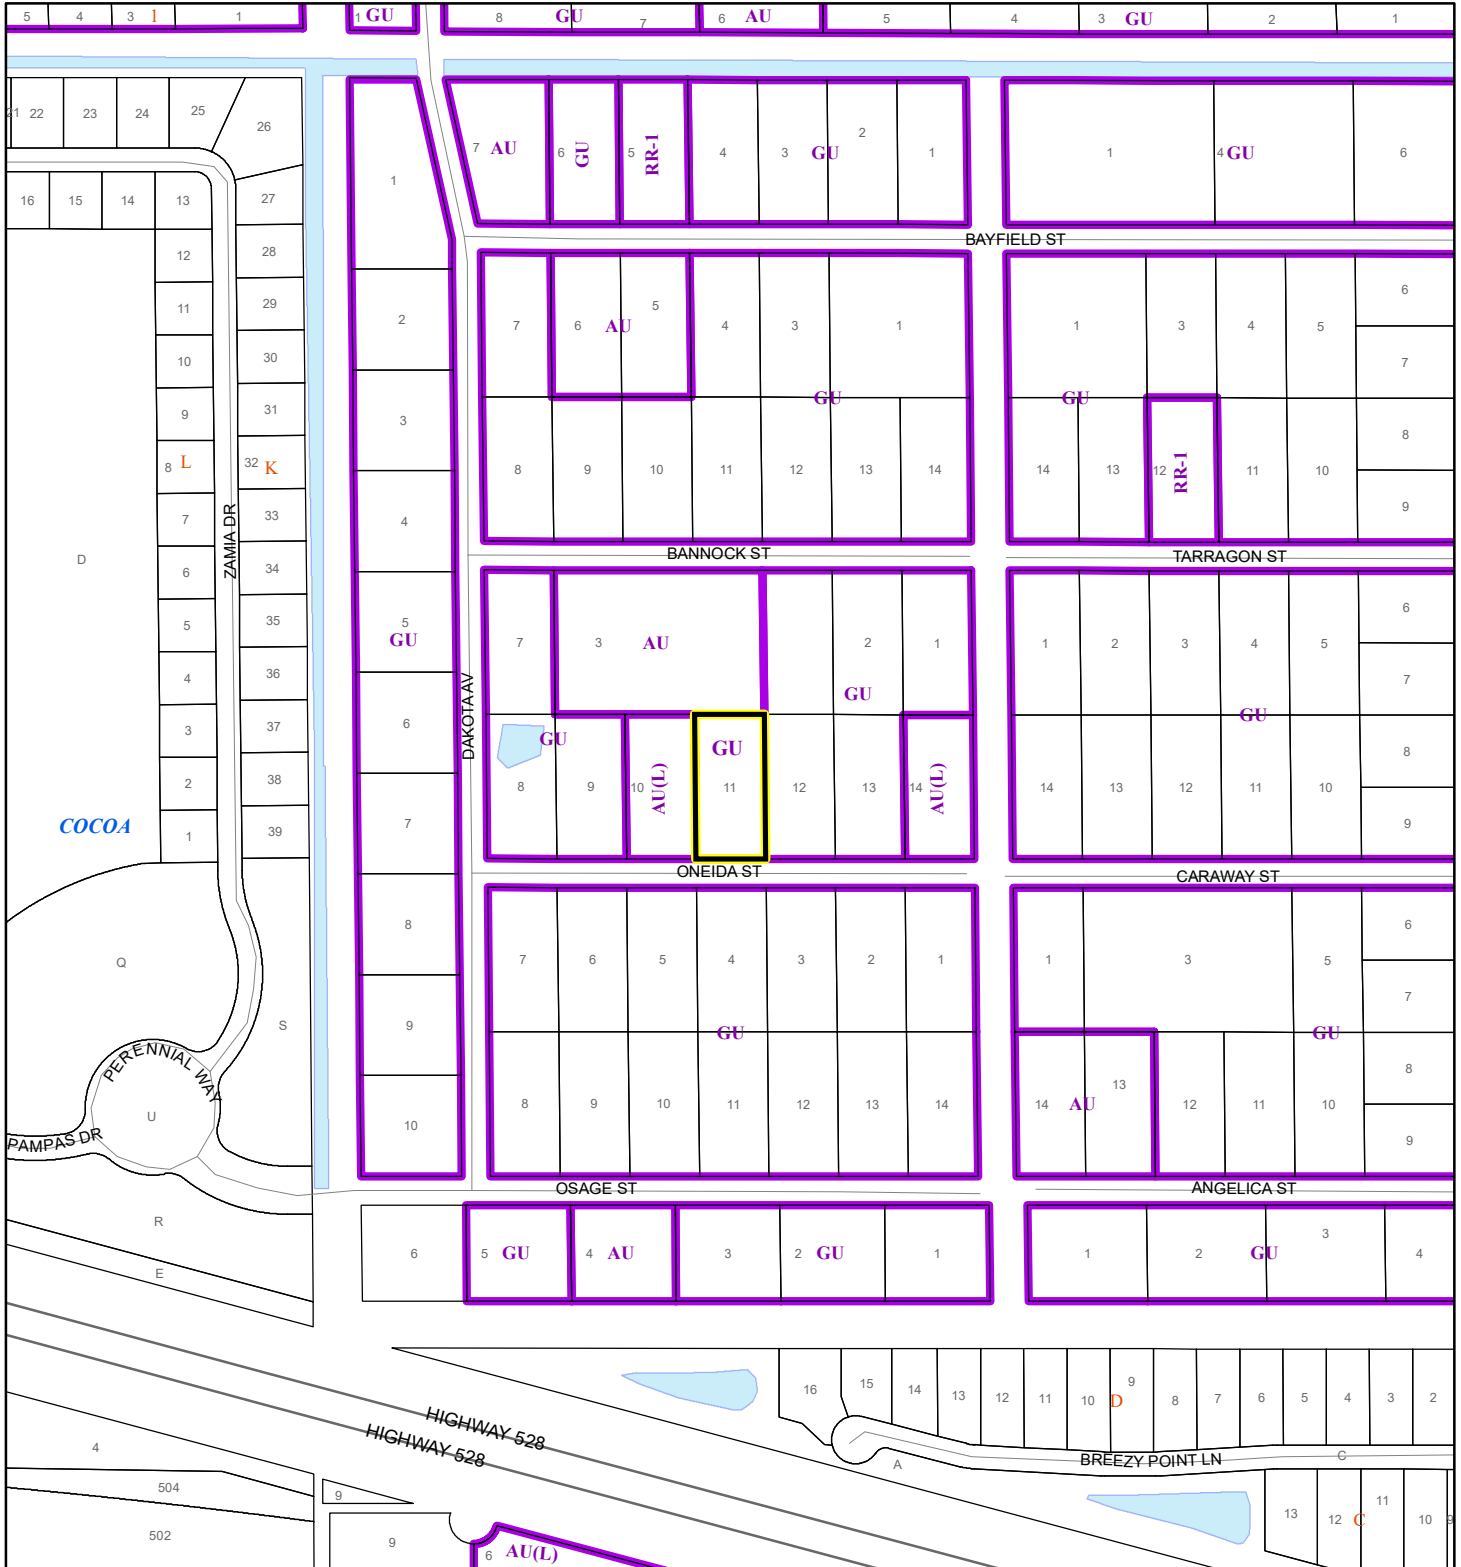 5 4 3 1 1 1 GU 8 GU 7 6 AU 5 4 3 GU 2 1
21 22 23 24 25 26
16 15 14 13 27
12 28
11 29
10 30
9 31
8 L 32 K
7 33
6 34
5 35
4 36
3 37
2 38
1 39
D
ZAMIA DR
COCOA
Q
S
PERENNIAL WAY
U
PAMPAS DR
R
E
1
2
3
4
5
GU
6
7
8
9
10
DAKOTA AV
7 AU 6 GU 5 RR-1 4 3 GU 2 1
1 4 GU 6
BAYFIELD ST
7 6 AU 5 4 3 1
GU
8 9 10 11 12 13 14
1 3 4 5 6
7
GU
14 13 12 RR-1 11 10 8
9
BANNOCK ST
TARRAGON ST
7 3 AU 2 1
GU
GU
8 9 10 AU(L) GU 11 12 13 14 AU(L)
1 2 3 4 5 6
7
GU
14 13 12 11 10 8
9
ONEIDA ST
CARAWAY ST
7 6 5 4 3 2 1
GU
8 9 10 11 12 13 14
1 3 5 6
7
GU
14 AU 13 12 11 10 8
9
OSAGE ST
ANGELICA ST
6 5 GU 4 AU 3 2 GU 1
1 2 GU 3 4
HIGHWAY 528
HIGHWAY 528
16 15 14 13 12 11 10 D 9 8 7 6 5 4 3 2
A
BREEZY POINT LN
C
13 12 C 11 10 9
4
504
502
9
9
6 AU(L)